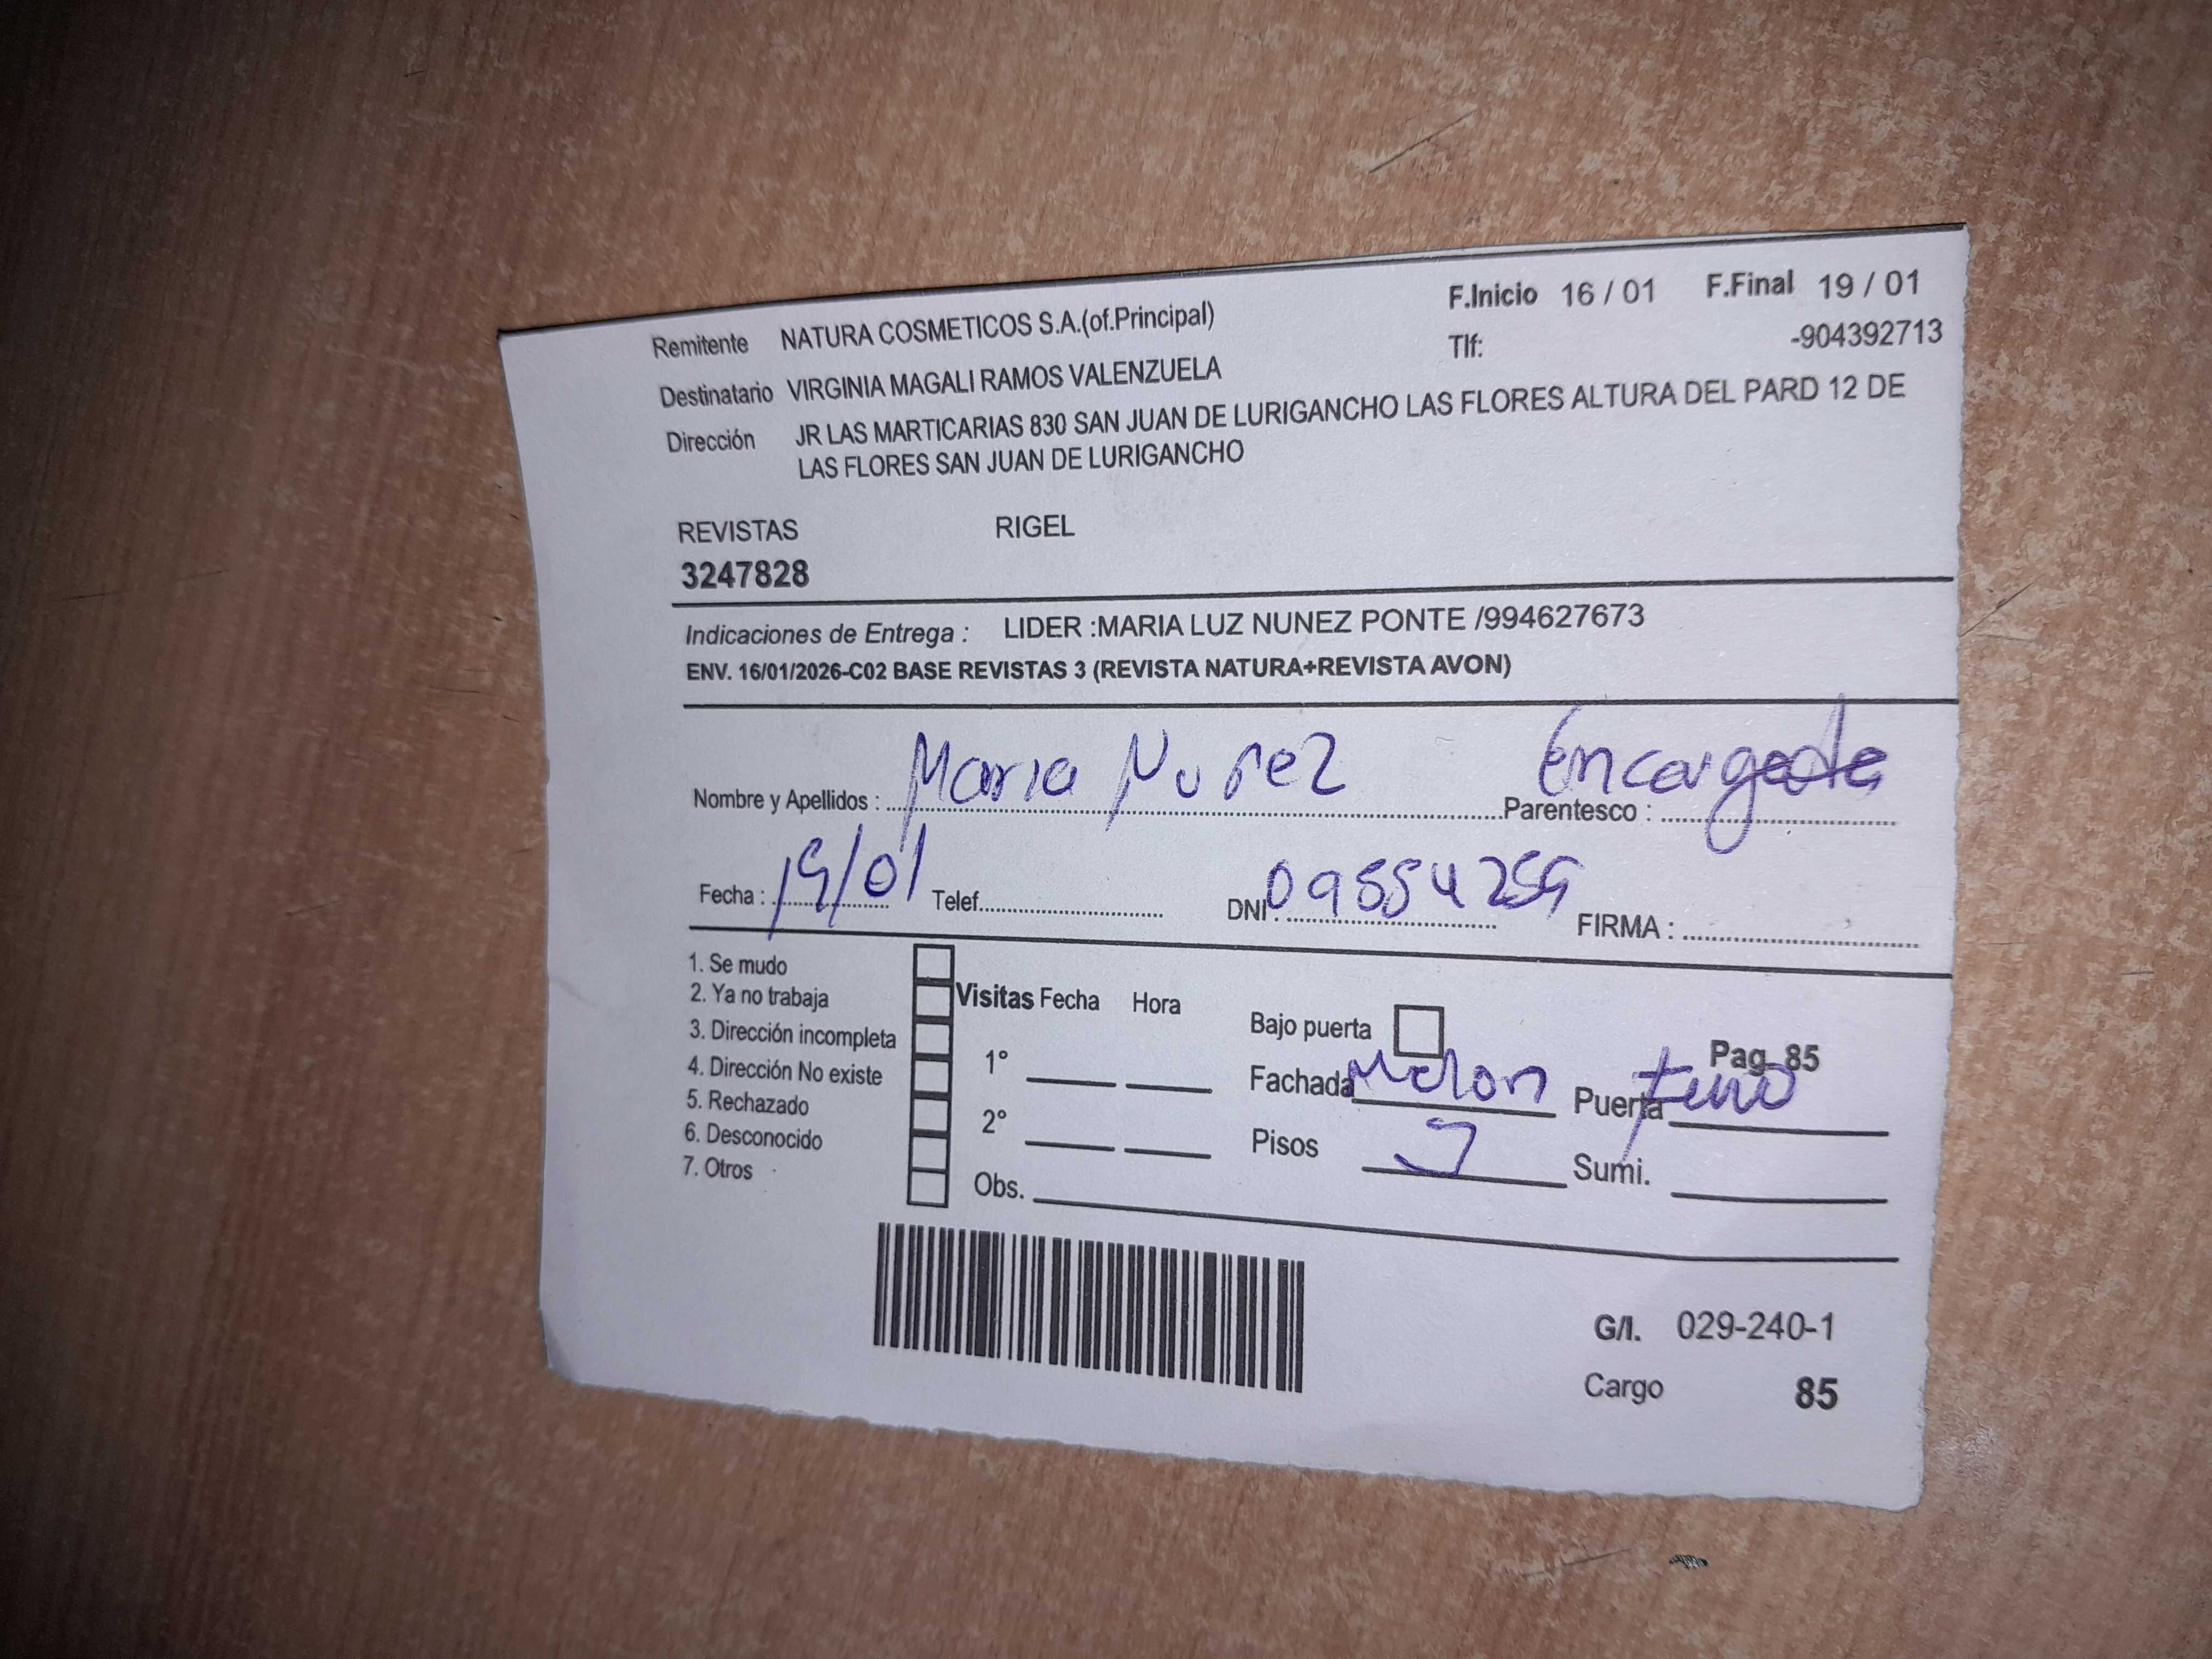 Remitente NATURA COSMETICOS S.A.(of.Principal) F.Inicio 16 / 01 F.Final 19 / 01
Tlf: -904392713
Destinatario VIRGINIA MAGALI RAMOS VALENZUELA
Dirección JR LAS MARTICARIAS 830 SAN JUAN DE LURIGANCHO LAS FLORES ALTURA DEL PARD 12 DE
LAS FLORES SAN JUAN DE LURIGANCHO
REVISTAS RIGEL
3247828
Indicaciones de Entrega : LIDER :MARIA LUZ NUNEZ PONTE /994627673
ENV. 16/01/2026-C02 BASE REVISTAS 3 (REVISTA NATURA+REVISTA AVON)
Nombre y Apellidos : Maria Nuñez Parentesco : Encargada
Fecha : 19/01 Telef. DNI : 09554259 FIRMA :
1. Se mudo
2. Ya no trabaja
3. Dirección incompleta
4. Dirección No existe
5. Rechazado
6. Desconocido
7. Otros
Visitas Fecha Hora
1°
2°
Obs.
Bajo puerta Pag. 85
Fachada Melon Puerta
Pisos Sumi.
G/I. 029-240-1
Cargo 85